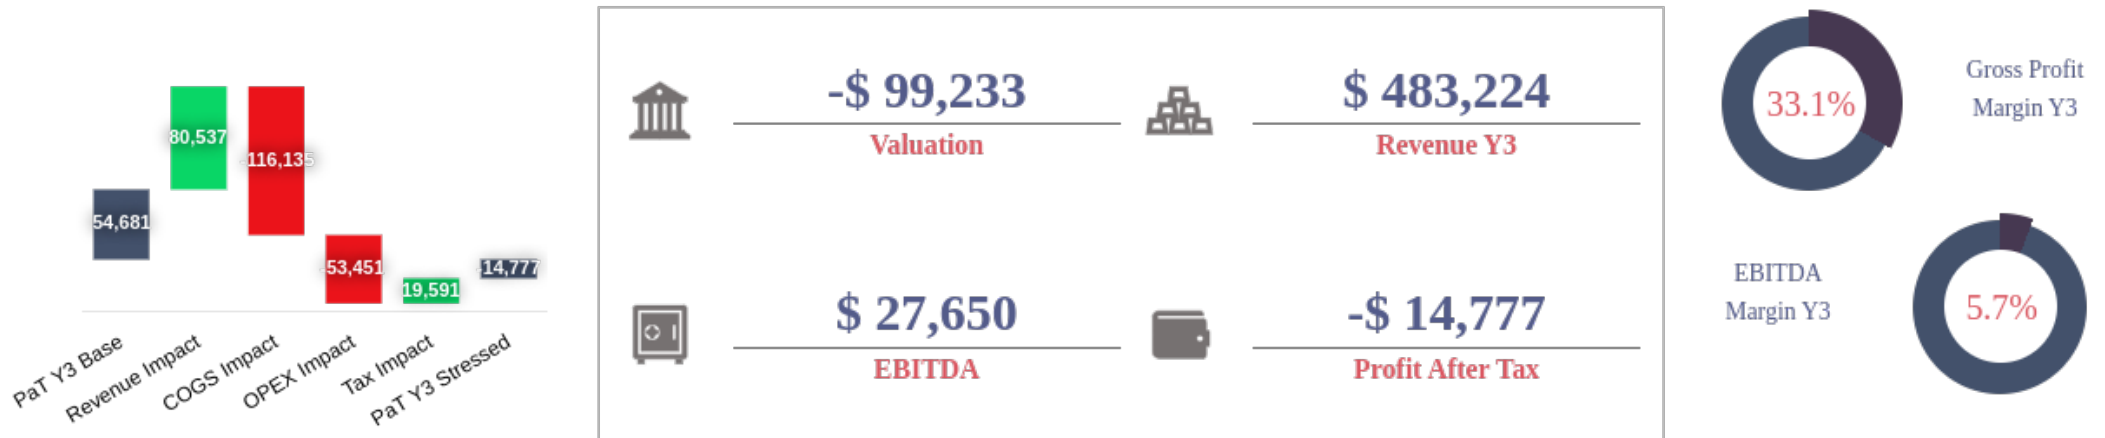 54,681
80,537
-116,135
-53,451
19,591
-14,777
PaT Y3 Base
Revenue Impact
COGS Impact
OPEX Impact
Tax Impact
PaT Y3 Stressed
-$ 99,233
Valuation
$ 483,224
Revenue Y3
$ 27,650
EBITDA
-$ 14,777
Profit After Tax
33.1%
Gross Profit
Margin Y3
EBITDA
Margin Y3
5.7%